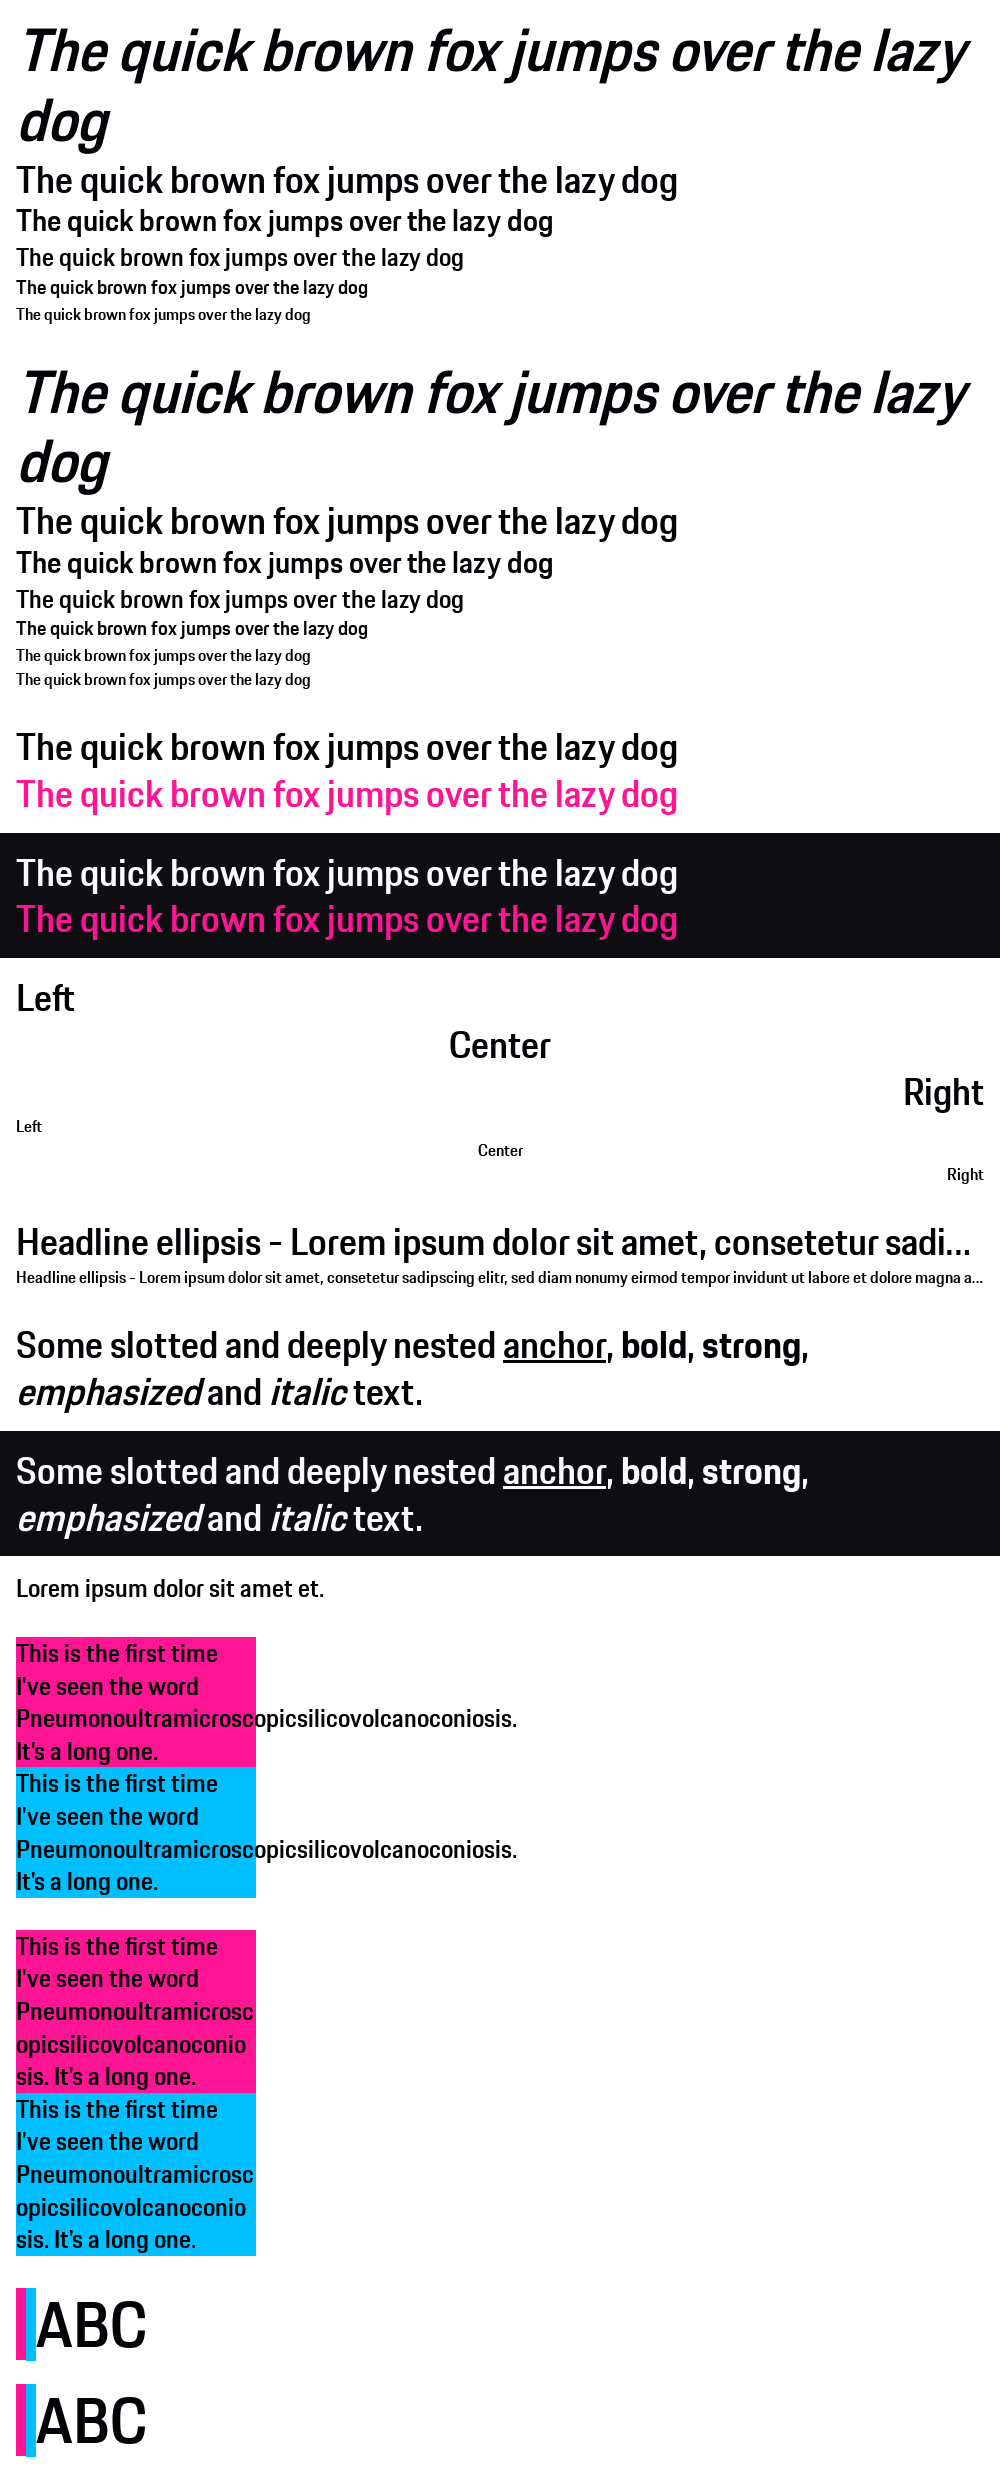 The quick brown fox jumps over the lazy
dog
The quick brown fox jumps over the lazy dog
The quick brown fox jumps over the lazy dog
The quick brown fox jumps over the lazy dog
The quick brown fox jumps over the lazy dog
The quick brown fox jumps over the lazy dog
The quick brown fox jumps over the lazy
dog
The quick brown fox jumps over the lazy dog
The quick brown fox jumps over the lazy dog
The quick brown fox jumps over the lazy dog
The quick brown fox jumps over the lazy dog
The quick brown fox jumps over the lazy dog
The quick brown fox jumps over the lazy dog
The quick brown fox jumps over the lazy dog
The quick brown fox jumps over the lazy dog
The quick brown fox jumps over the lazy dog
The quick brown fox jumps over the lazy dog
Left
Center
Right
Left
Center
Right
Headline ellipsis - Lorem ipsum dolor sit amet, consetetur sadi...
Headline ellipsis - Lorem ipsum dolor sit amet, consetetur sadipscing elitr, sed diam nonumy eirmod tempor invidunt ut labore et dolore magna a...
Some slotted and deeply nested anchor, bold, strong,
emphasized and italic text.
Some slotted and deeply nested anchor, bold, strong,
emphasized and italic text.
Lorem ipsum dolor sit amet et.
This is the first time
I've seen the word
Pneumonoultramicroscopicsilicovolcanoconiosis.
It's a long one.
This is the first time
I've seen the word
Pneumonoultramicroscopicsilicovolcanoconiosis.
It's a long one.
This is the first time
I've seen the word
Pneumonoultramicrosc
opicsilicovolcanoconio
sis. It's a long one.
This is the first time
I've seen the word
Pneumonoultramicrosc
opicsilicovolcanoconio
sis. It's a long one.
ABC
ABC